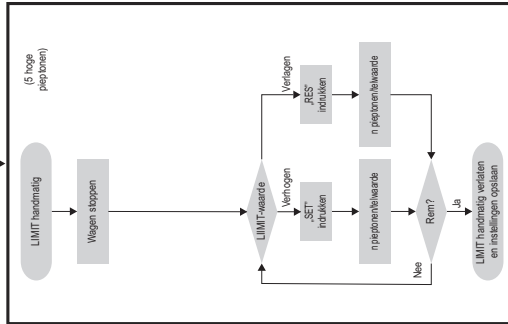 LIMIT handmatig
(5 hoge
pieptonen)
Wagen stoppen
LIIMIT-waarde
Verhogen
Verlagen
„SET“
indrukken
„RES“
indrukken
n pieptonen/telwaarde
n pieptonen/telwaarde
Rem?
Nee
Ja
LIMIT handmatig verlaten
en instellingen opslaan